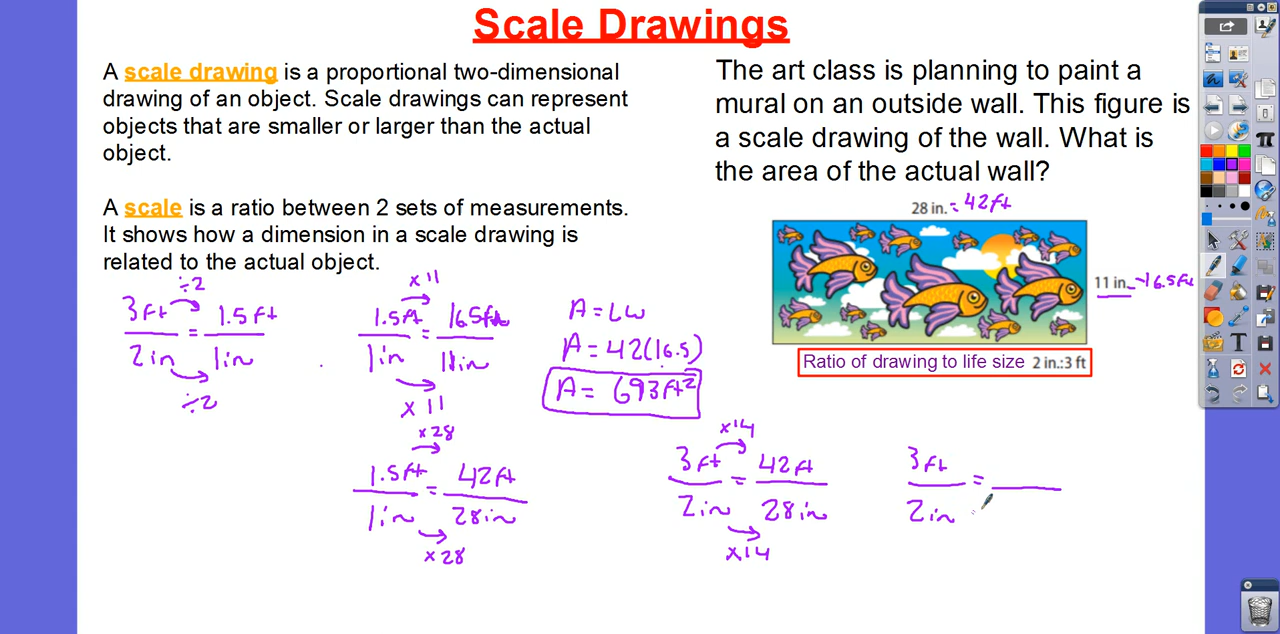 Scale Drawings
A scale drawing is a proportional two-dimensional
drawing of an object. Scale drawings can represent
objects that are smaller or larger than the actual
object.
A scale is a ratio between 2 sets of measurements.
It shows how a dimension in a scale drawing is
related to the actual object.
The art class is planning to paint a
mural on an outside wall. This figure is
a scale drawing of the wall. What is
the area of the actual wall?
28 in. = 42ft
11 in. - 16.5ft
Ratio of drawing to life size 2 in.:3 ft
÷2
3ft = 1.5ft
2in 1in
÷2
x11
1.5ft = 16.5ft
1in 11in
x11
A = LW
A = 42(16.5)
A = 693ft²
x28
1.5ft = 42ft
1in 28in
x28
x14
3ft = 42ft
2in 28in
x14
3ft =
2in